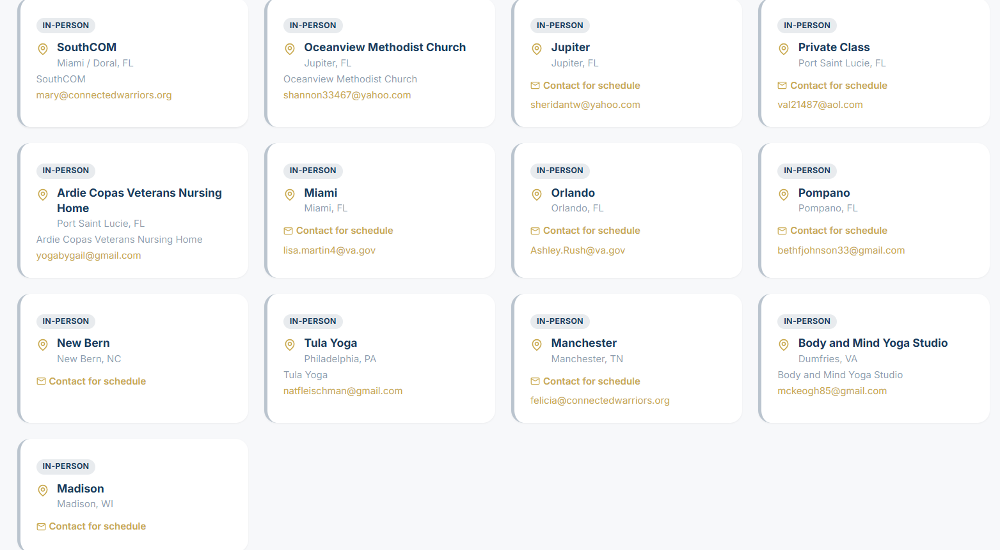 IN-PERSON
SouthCOM
Miami / Doral, FL
SouthCOM
mary@connectedwarriors.org
IN-PERSON
Oceanview Methodist Church
Jupiter, FL
Oceanview Methodist Church
shannon33467@yahoo.com
IN-PERSON
Jupiter
Jupiter, FL
Contact for schedule
sheridantw@yahoo.com
IN-PERSON
Private Class
Port Saint Lucie, FL
Contact for schedule
val21487@aol.com
IN-PERSON
Ardie Copas Veterans Nursing
Home
Port Saint Lucie, FL
Ardie Copas Veterans Nursing Home
yogabygail@gmail.com
IN-PERSON
Miami
Miami, FL
Contact for schedule
lisa.martin4@va.gov
IN-PERSON
Orlando
Orlando, FL
Contact for schedule
Ashley.Rush@va.gov
IN-PERSON
Pompano
Pompano, FL
Contact for schedule
bethfjohnson33@gmail.com
IN-PERSON
New Bern
New Bern, NC
Contact for schedule
IN-PERSON
Tula Yoga
Philadelphia, PA
Tula Yoga
natfleischman@gmail.com
IN-PERSON
Manchester
Manchester, TN
Contact for schedule
felicia@connectedwarriors.org
IN-PERSON
Body and Mind Yoga Studio
Dumfries, VA
Body and Mind Yoga Studio
mckeogh85@gmail.com
IN-PERSON
Madison
Madison, WI
Contact for schedule